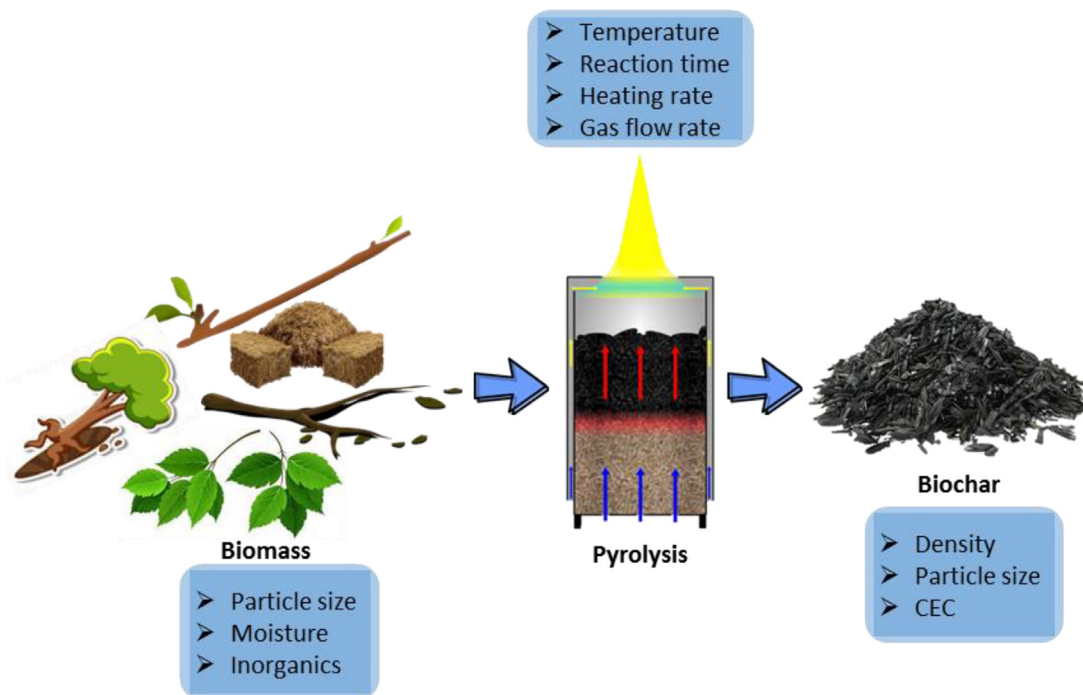 ➢ Temperature
➢ Reaction time
➢ Heating rate
➢ Gas flow rate
Biomass
➢ Particle size
➢ Moisture
➢ Inorganics
Pyrolysis
Biochar
➢ Density
➢ Particle size
➢ CEC